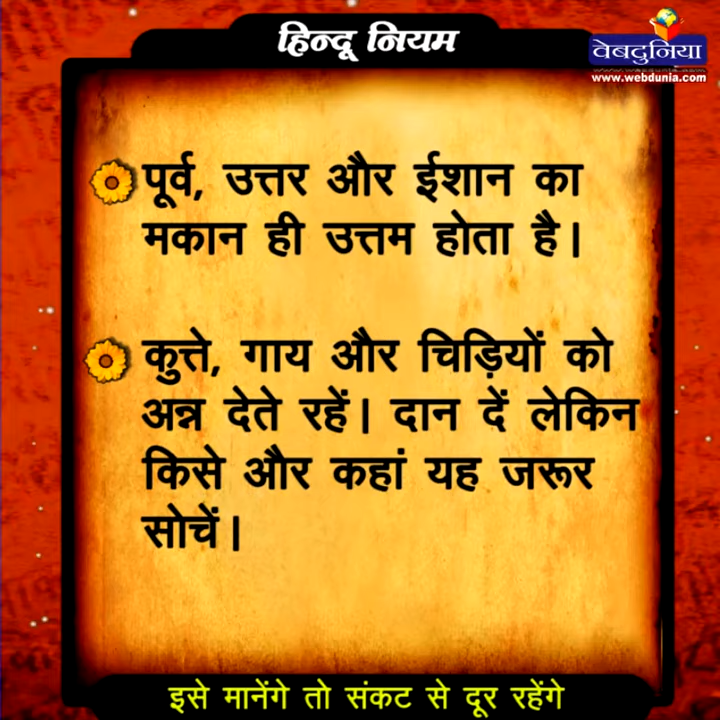 हिन्दू नियम
वेबदुनिया
www.webdunia.com
पूर्व, उत्तर और ईशान का
मकान ही उत्तम होता है।
कुत्ते, गाय और चिड़ियों को
अन्न देते रहें। दान दें लेकिन
किसे और कहां यह जरूर
सोचें।
इसे मानेंगे तो संकट से दूर रहेंगे